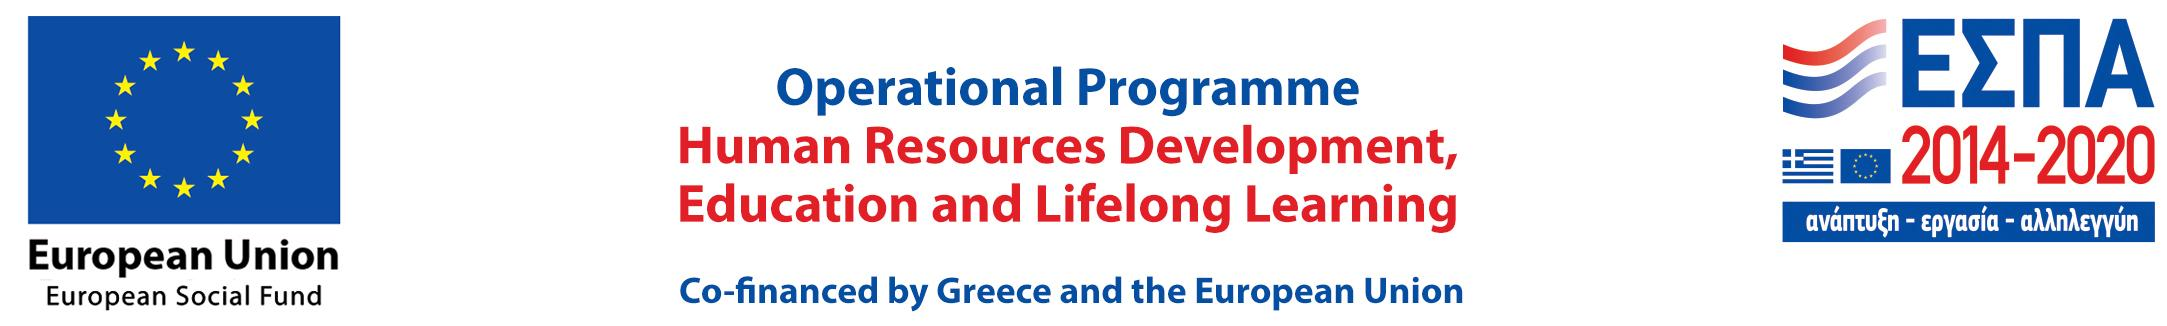 European Union
European Social Fund
Operational Programme
Human Resources Development,
Education and Lifelong Learning
Co-financed by Greece and the European Union
ΕΣΠΑ
2014-2020
ανάπτυξη - εργασία - αλληλεγγύη